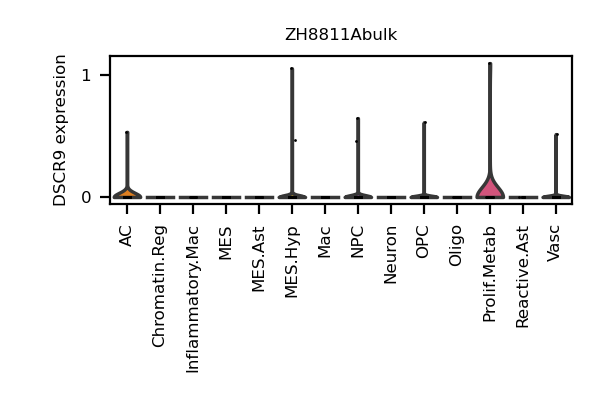 ZH8811Abulk
DSCR9 expression
1
0
AC
Chromatin.Reg
Inflammatory.Mac
MES
MES.Ast
MES.Hyp
Mac
NPC
Neuron
OPC
Oligo
Prolif.Metab
Reactive.Ast
Vasc